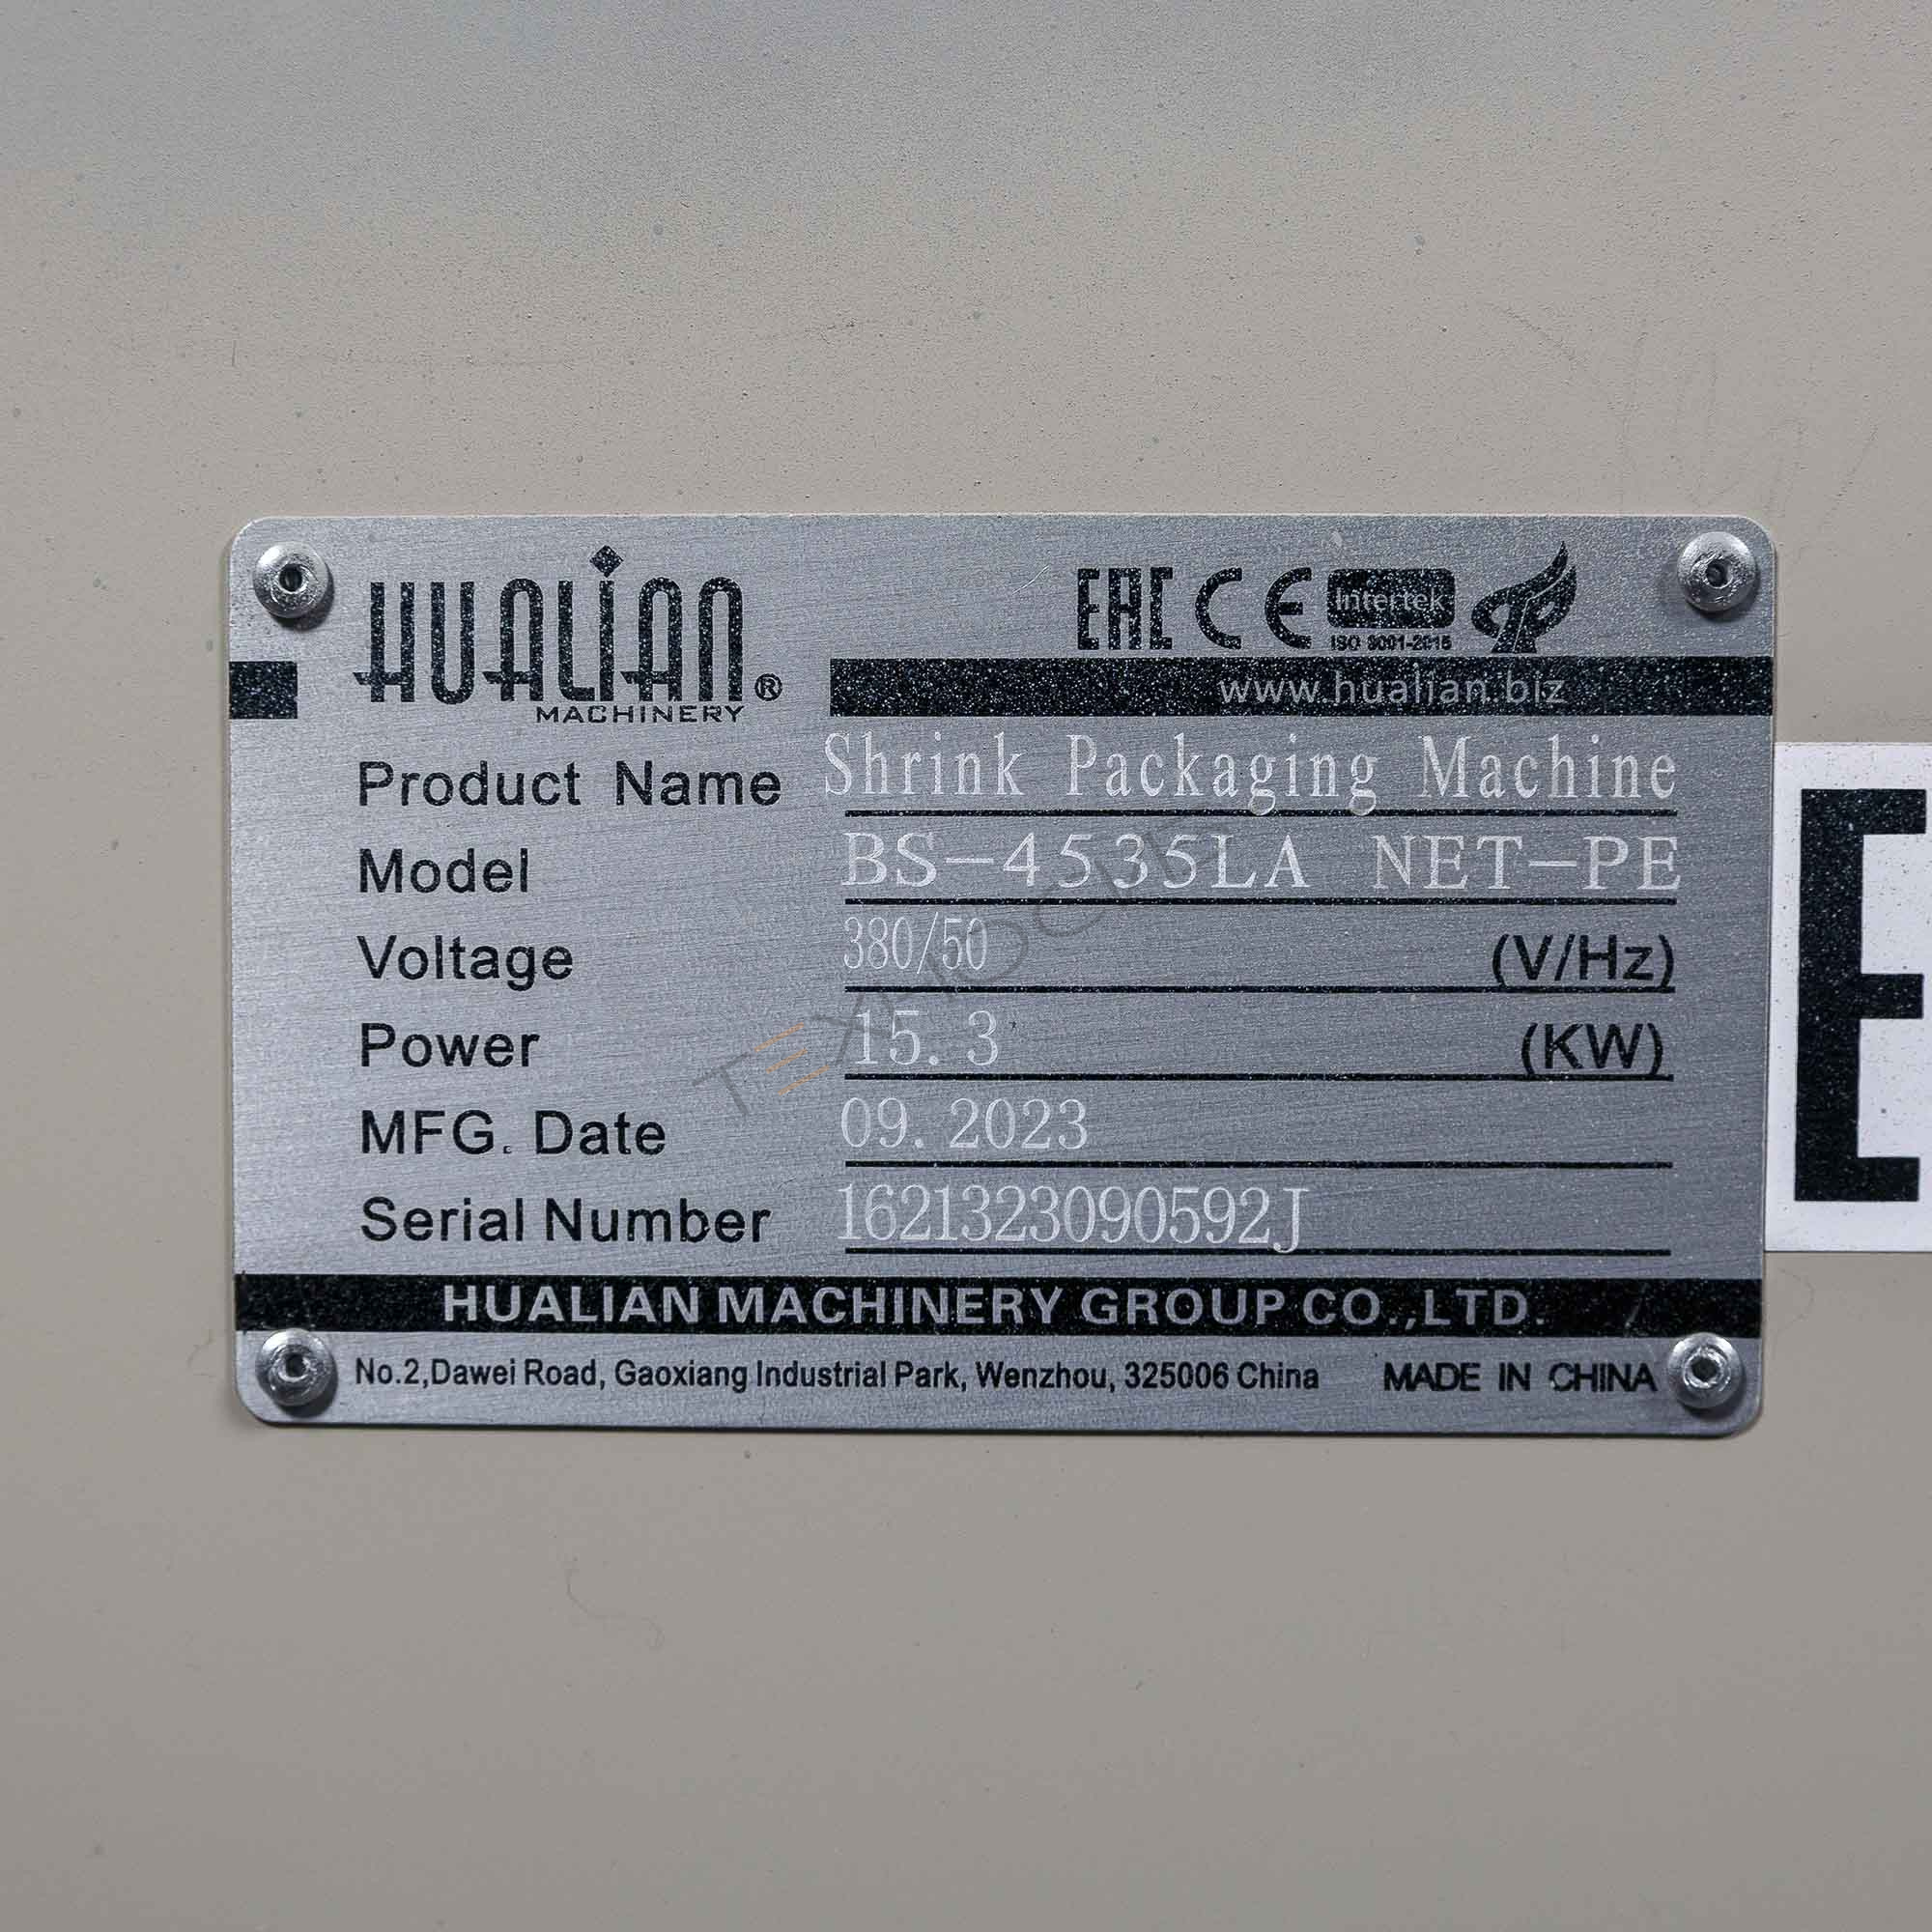 HUALIAN®
MACHINERY
EAC CE Intertek
ISO 9001-2015
www.hualian.biz
Product Name Shrink Packaging Machine
Model BS-4535LA NET-PE
Voltage 380/50 (V/Hz)
Power 15.3 (KW)
MFG. Date 09.2023
Serial Number 1621323090592J
HUALIAN MACHINERY GROUP CO.,LTD.
No.2,Dawei Road, Gaoxiang Industrial Park, Wenzhou, 325006 China MADE IN CHINA
E